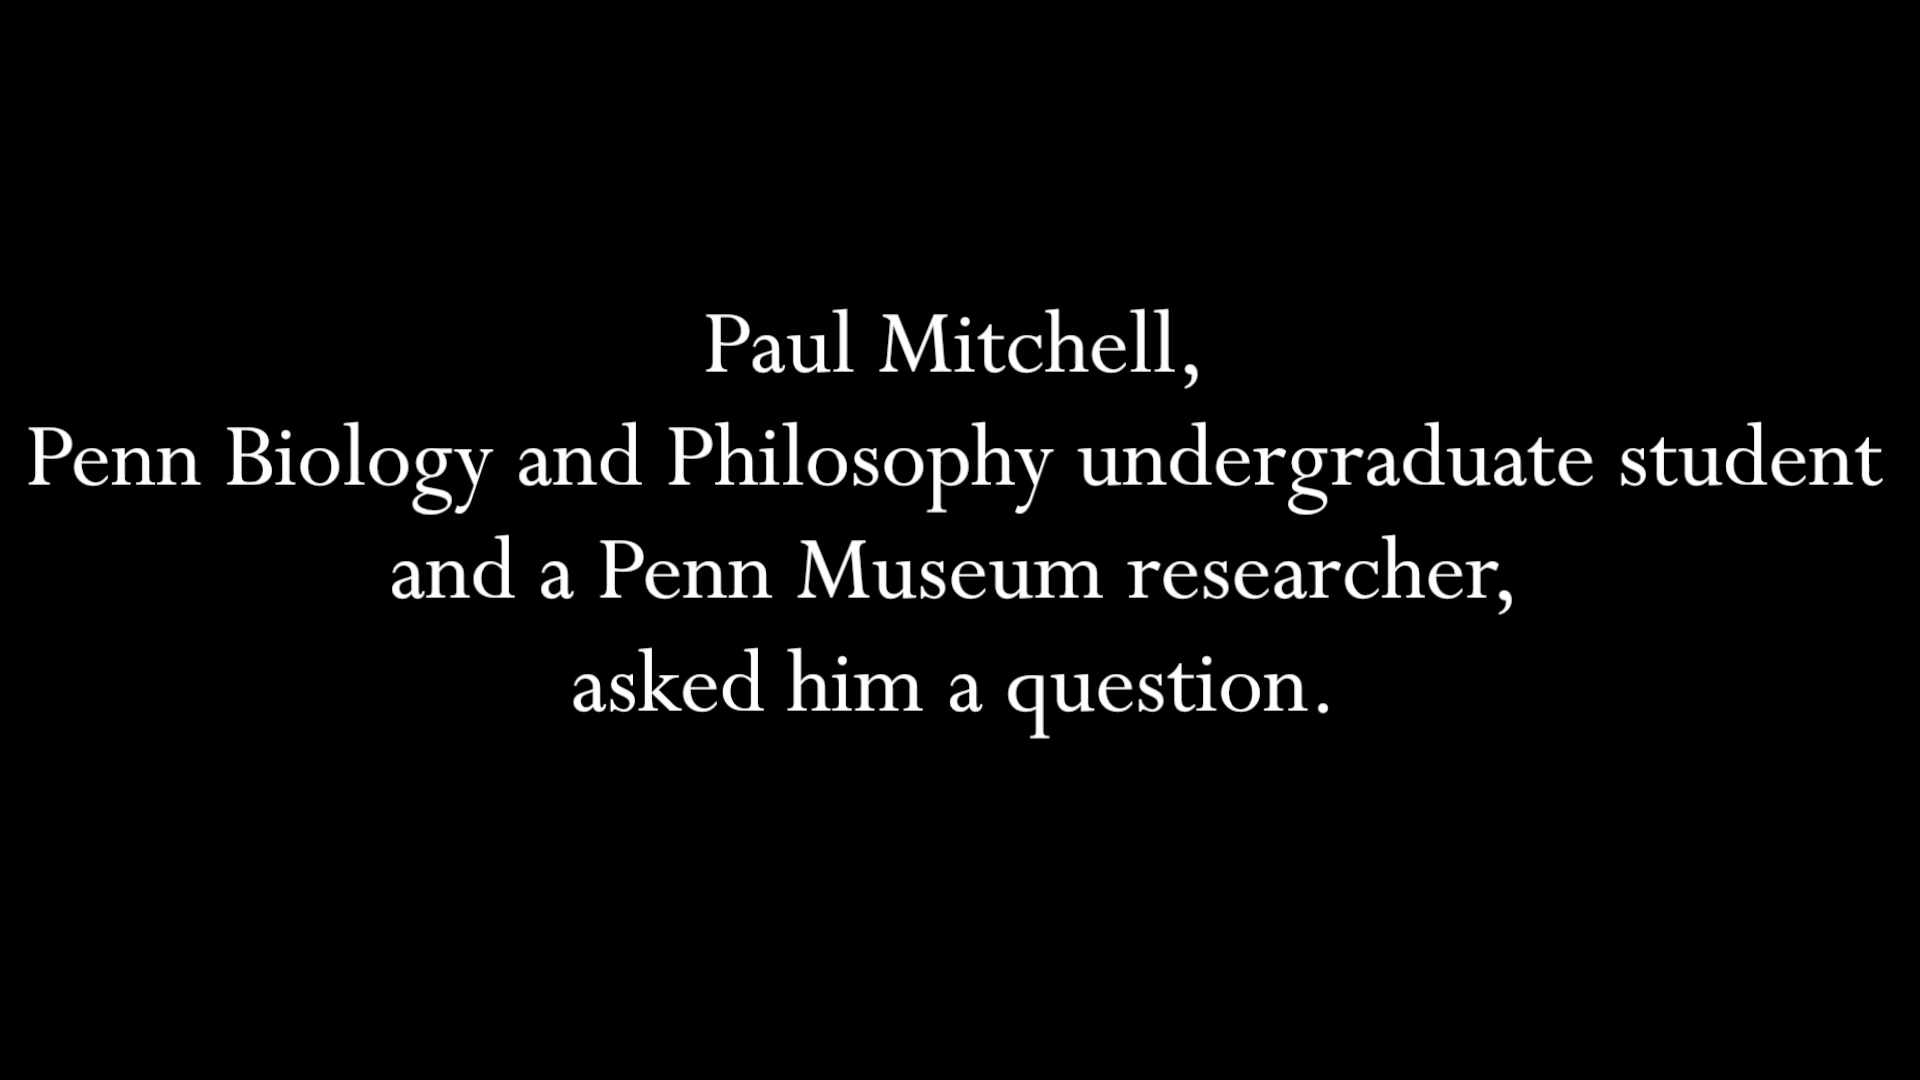 Paul Mitchell,
Penn Biology and Philosophy undergraduate student
and a Penn Museum researcher,
asked him a question.